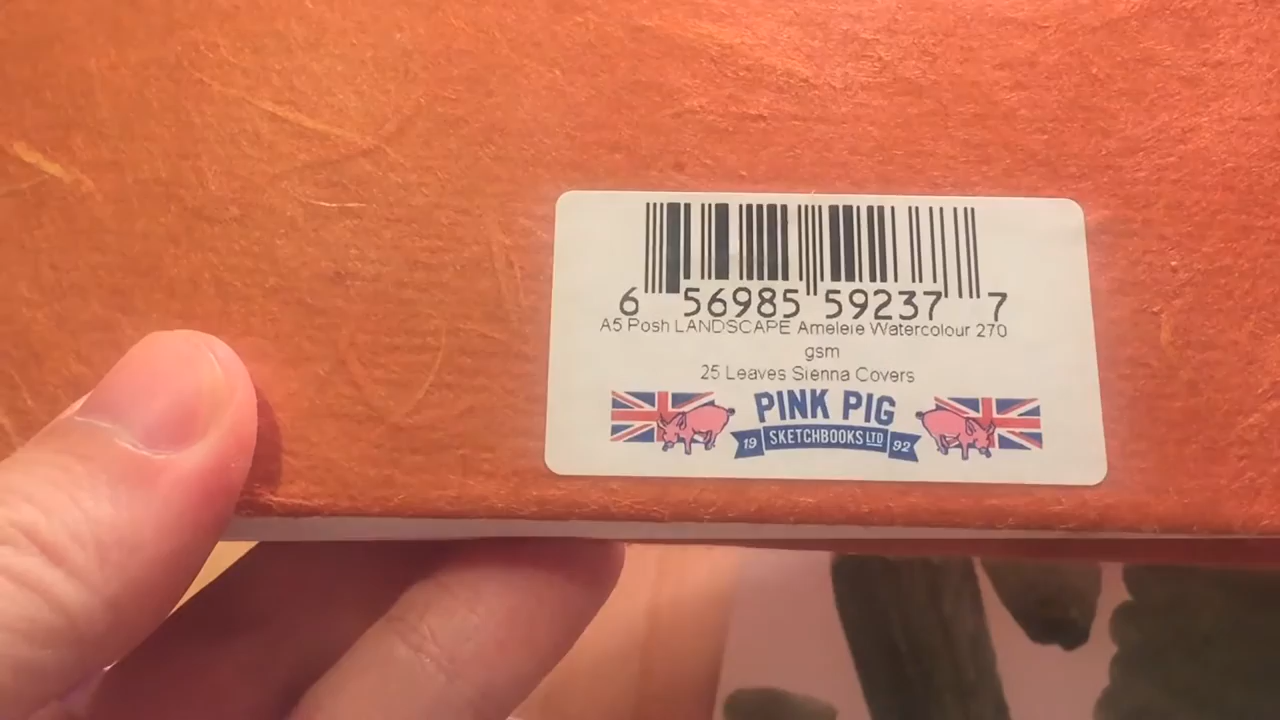 6 56985 59237 7
A5 Posh LANDSCAPE Ameleie Watercolour 270
gsm
25 Leaves Sienna Covers
PINK PIG
19 SKETCHBOOKS LTD 92